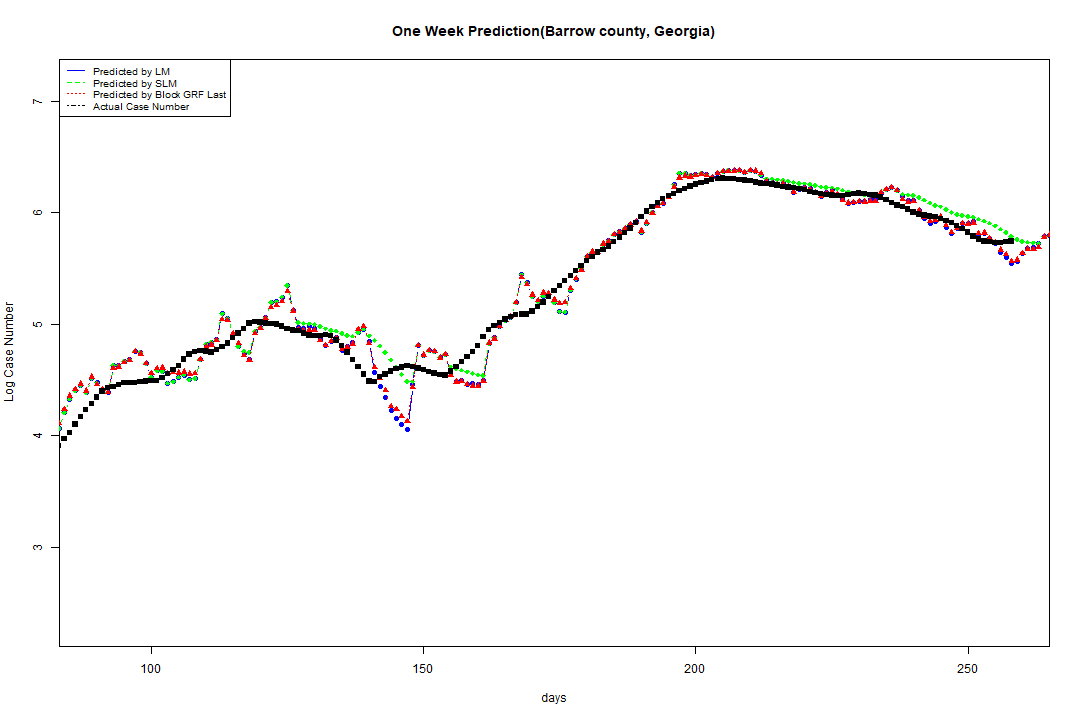 One Week Prediction(Barrow county, Georgia)
Predicted by LM
Predicted by SLM
Predicted by Block GRF Last
Actual Case Number
7
6
5
4
3
Log Case Number
100 150 200 250
days